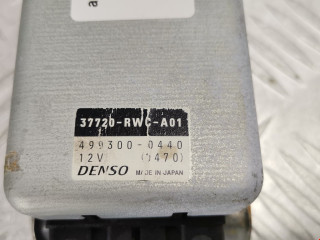 37720-RWC-A01
499300-0440
12V (1470)
DENSO MADE IN JAPAN